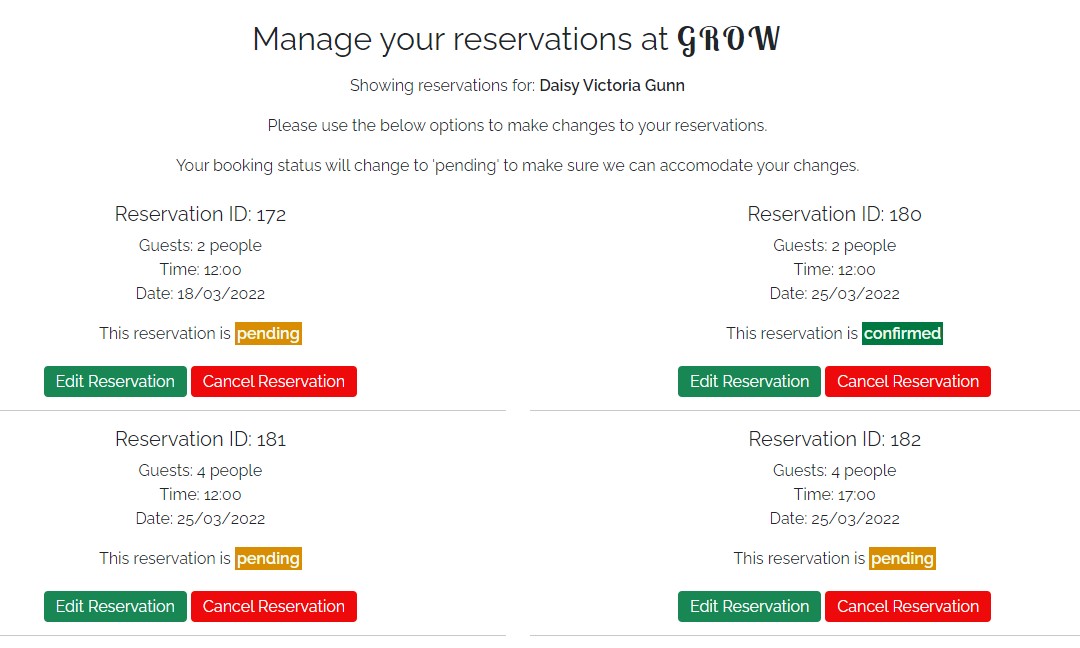 Manage your reservations at GROW
Showing reservations for: Daisy Victoria Gunn
Please use the below options to make changes to your reservations.
Your booking status will change to 'pending' to make sure we can accomodate your changes.
Reservation ID: 172
Guests: 2 people
Time: 12:00
Date: 18/03/2022
This reservation is pending
Edit Reservation Cancel Reservation
Reservation ID: 180
Guests: 2 people
Time: 12:00
Date: 25/03/2022
This reservation is confirmed
Edit Reservation Cancel Reservation
Reservation ID: 181
Guests: 4 people
Time: 12:00
Date: 25/03/2022
This reservation is pending
Edit Reservation Cancel Reservation
Reservation ID: 182
Guests: 4 people
Time: 17:00
Date: 25/03/2022
This reservation is pending
Edit Reservation Cancel Reservation